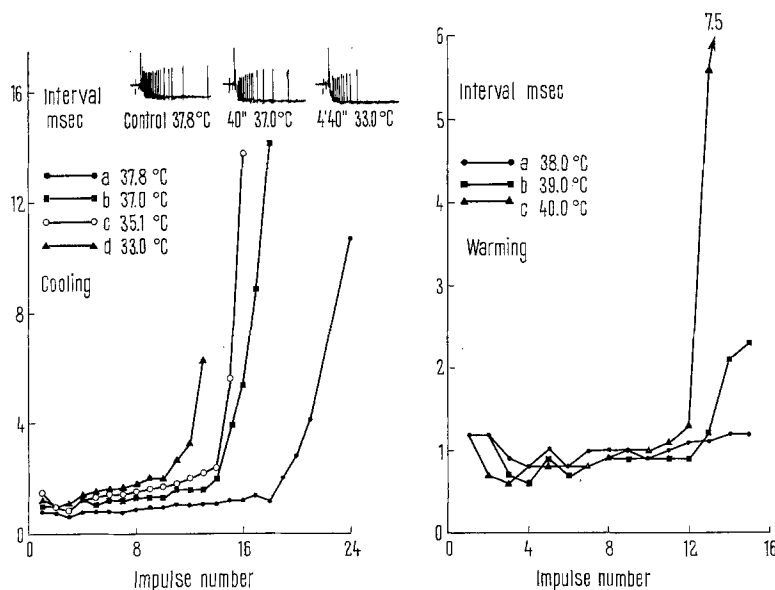 16
12
8
4
0
Interval
msec
Control 37.8°C
40" 37.0°C
4'40" 33.0°C
a 37.8 °C
b 37.0 °C
c 35.1 °C
d 33.0 °C
Cooling
0 8 16 24
Impulse number
7.5
6
5
4
3
2
1
0
Interval msec
a 38.0°C
b 39.0°C
c 40.0°C
Warming
0 4 8 12 16
Impulse number